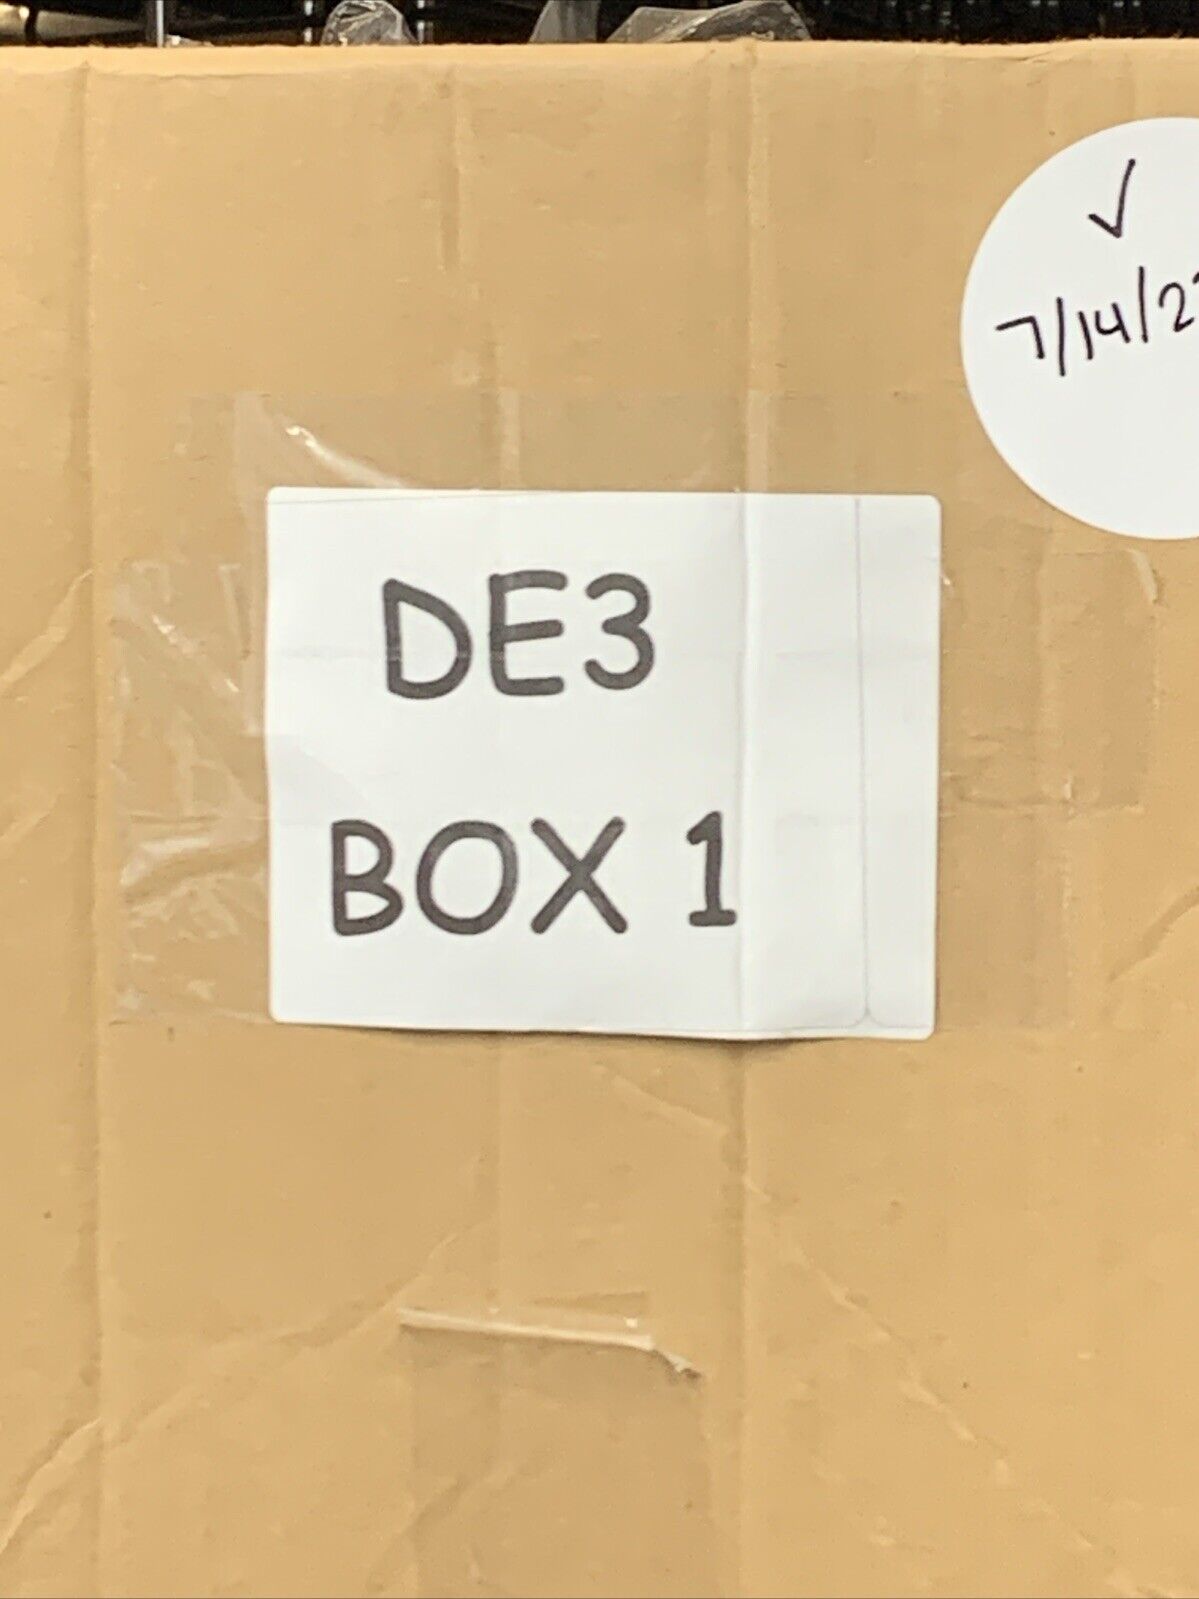 ✓
7/14/2
DE3
BOX 1